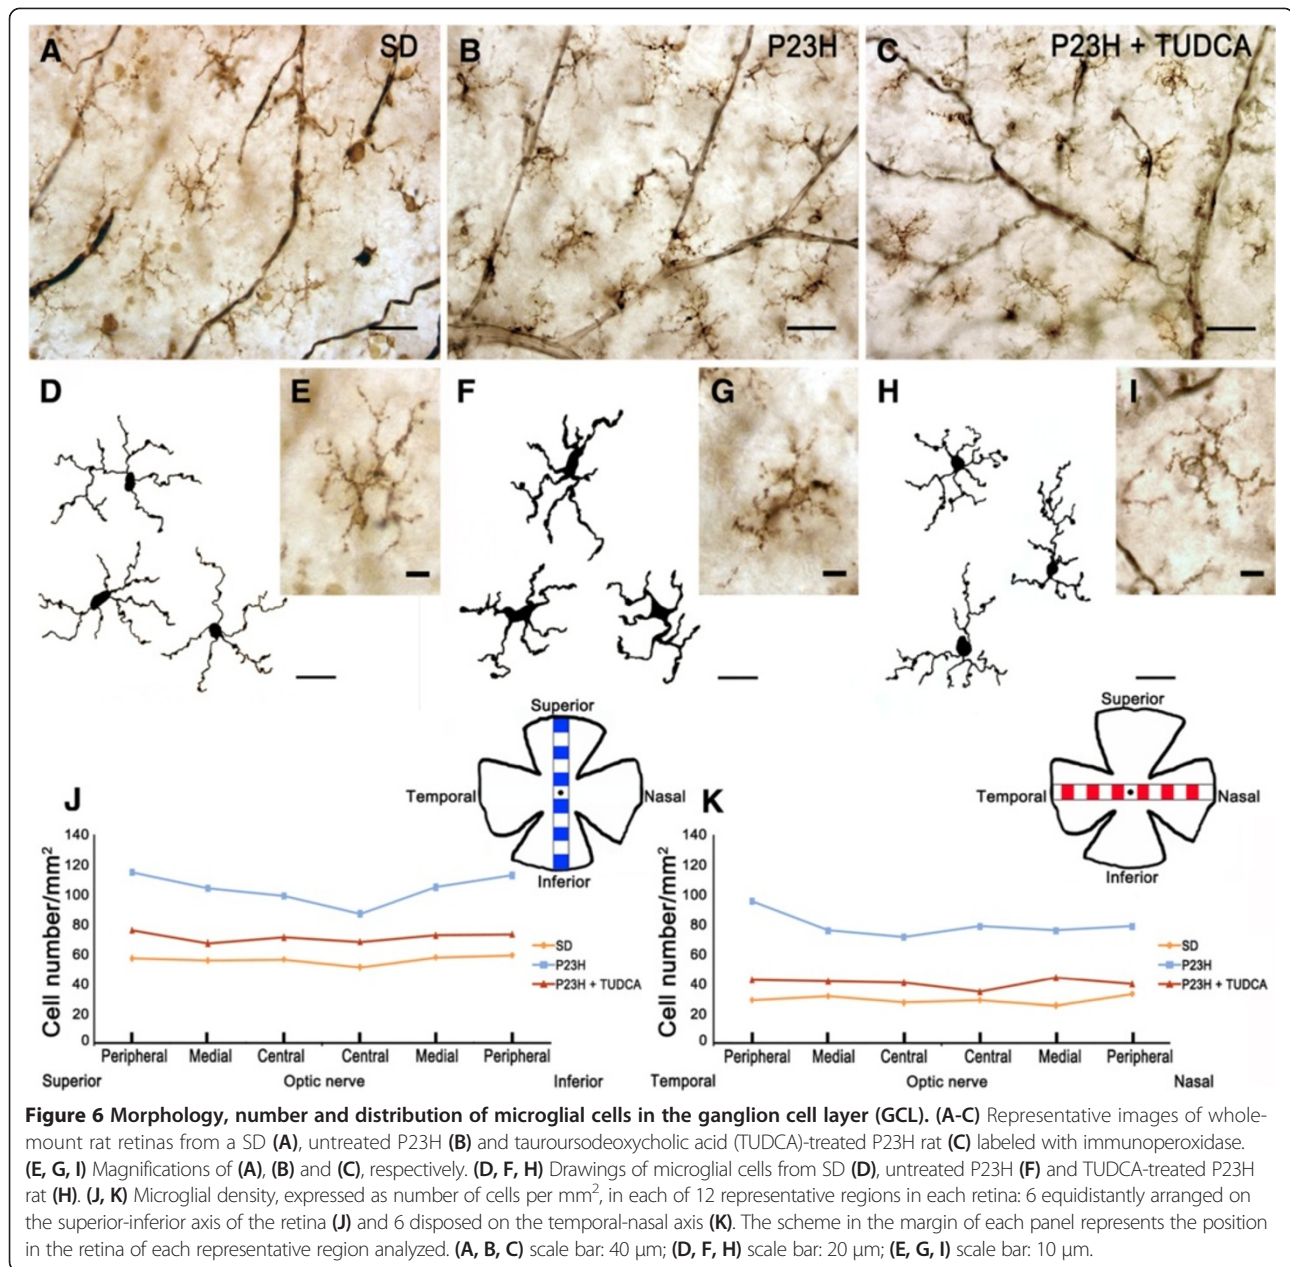 A SD
B P23H
C P23H + TUDCA
D
E
F
G
H
I
Superior
Temporal
Nasal
Inferior
J
Cell number/mm²
140
120
100
80
60
40
20
0
SD
P23H
P23H + TUDCA
Peripheral Medial Central Central Medial Peripheral
Superior Optic nerve Inferior
Superior
Temporal
Nasal
Inferior
K
Cell number/mm²
140
120
100
80
60
40
20
0
SD
P23H
P23H + TUDCA
Peripheral Medial Central Central Medial Peripheral
Temporal Optic nerve Nasal
Figure 6 Morphology, number and distribution of microglial cells in the ganglion cell layer (GCL). (A-C) Representative images of whole-
mount rat retinas from a SD (A), untreated P23H (B) and tauroursodeoxycholic acid (TUDCA)-treated P23H rat (C) labeled with immunoperoxidase.
(E, G, I) Magnifications of (A), (B) and (C), respectively. (D, F, H) Drawings of microglial cells from SD (D), untreated P23H (F) and TUDCA-treated P23H
rat (H). (J, K) Microglial density, expressed as number of cells per mm², in each of 12 representative regions in each retina: 6 equidistantly arranged on
the superior-inferior axis of the retina (J) and 6 disposed on the temporal-nasal axis (K). The scheme in the margin of each panel represents the position
in the retina of each representative region analyzed. (A, B, C) scale bar: 40 μm; (D, F, H) scale bar: 20 μm; (E, G, I) scale bar: 10 μm.